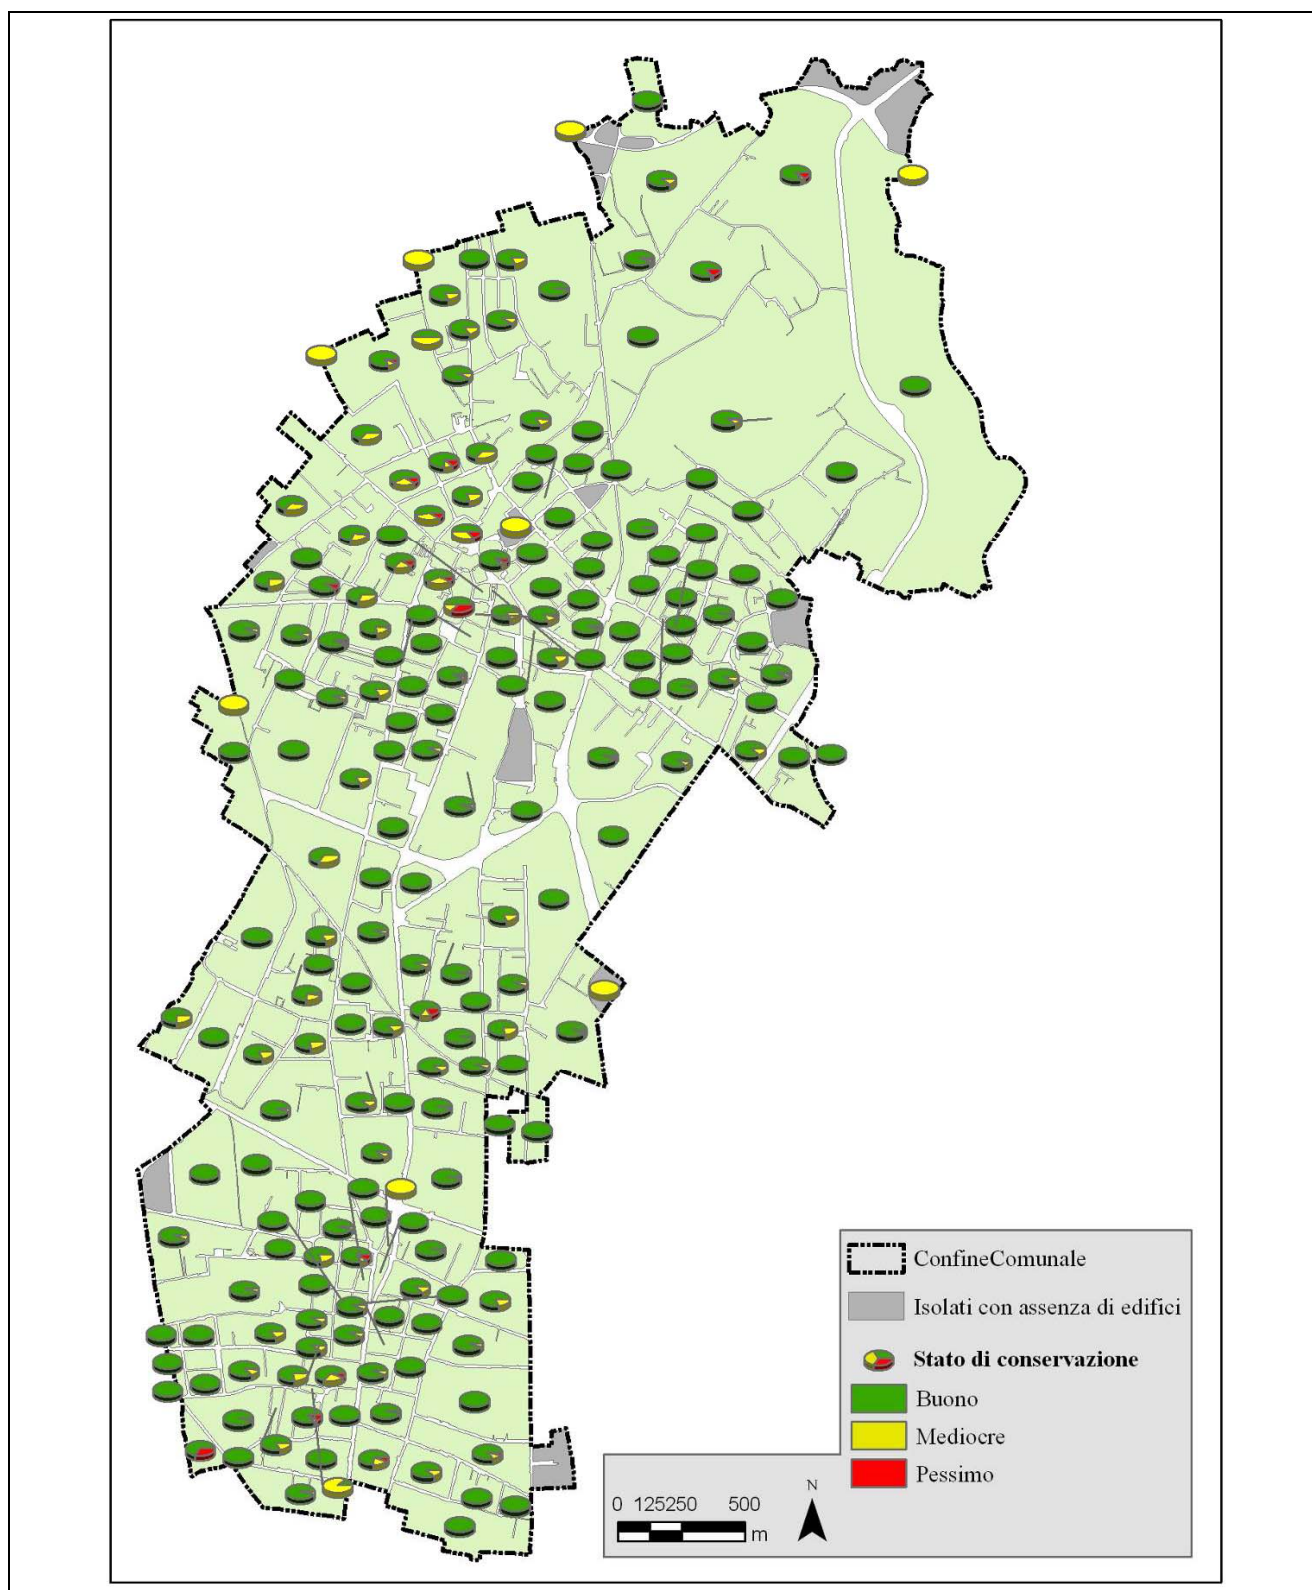 ConfineComunale
Isolati con assenza di edifici
Stato di conservazione
Buono
Mediocre
Pessimo
N
0 125250 500
m